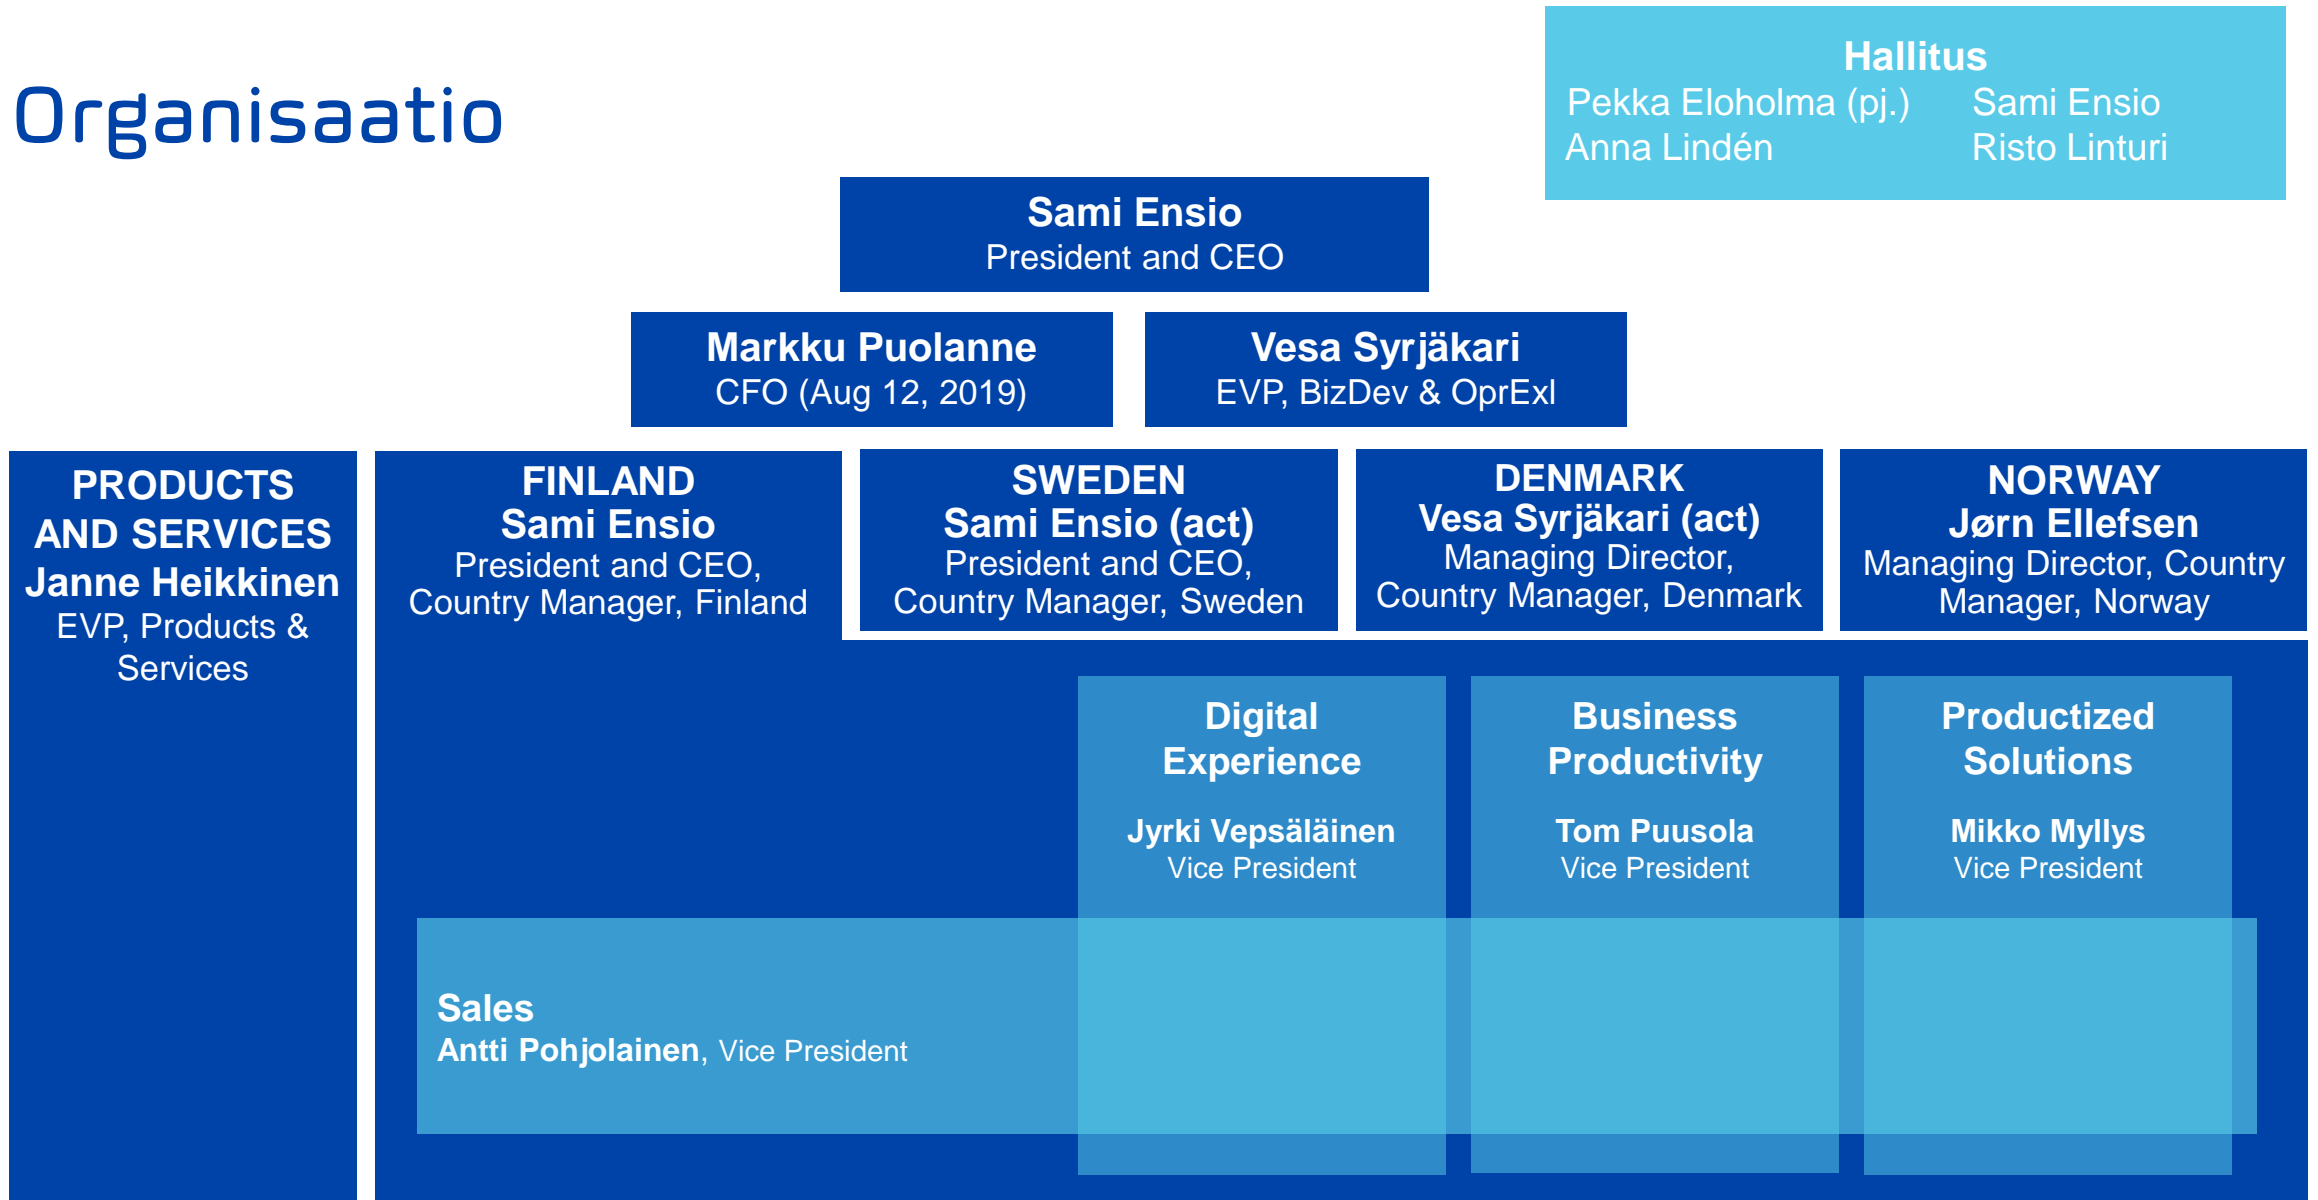 Organisaatio
Hallitus
Pekka Eloholma (pj.) Sami Ensio
Anna Lindén Risto Linturi
Sami Ensio
President and CEO
Markku Puolanne
CFO (Aug 12, 2019)
Vesa Syrjäkari
EVP, BizDev & OprExl
PRODUCTS
AND SERVICES
Janne Heikkinen
EVP, Products &
Services
FINLAND
Sami Ensio
President and CEO,
Country Manager, Finland
SWEDEN
Sami Ensio (act)
President and CEO,
Country Manager, Sweden
DENMARK
Vesa Syrjäkari (act)
Managing Director,
Country Manager, Denmark
NORWAY
Jørn Ellefsen
Managing Director, Country
Manager, Norway
Digital
Experience
Jyrki Vepsäläinen
Vice President
Business
Productivity
Tom Puusola
Vice President
Productized
Solutions
Mikko Myllys
Vice President
Sales
Antti Pohjolainen, Vice President